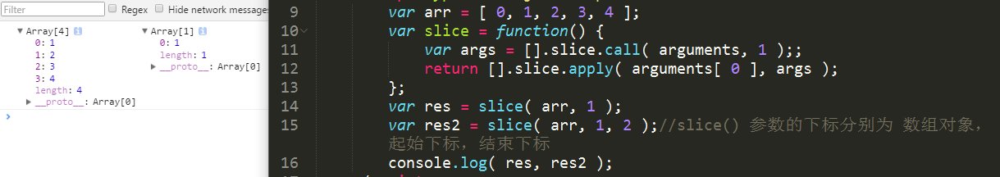 Filter Regex Hide network messages
▼Array[4] i ▼Array[1] i
0: 1 0: 1
1: 2 length: 1
2: 3 ▶__proto__: Array[0]
3: 4
length: 4
▶__proto__: Array[0]
>
9 var arr = [ 0, 1, 2, 3, 4 ];
10 var slice = function() {
11 var args = [].slice.call( arguments, 1 );;
12 return [].slice.apply( arguments[ 0 ], args );
13 };
14 var res = slice( arr, 1 );
15 var res2 = slice( arr, 1, 2 );//slice() 参数的下标分别为 数组对象，
起始下标，结束下标
16 console.log( res, res2 );